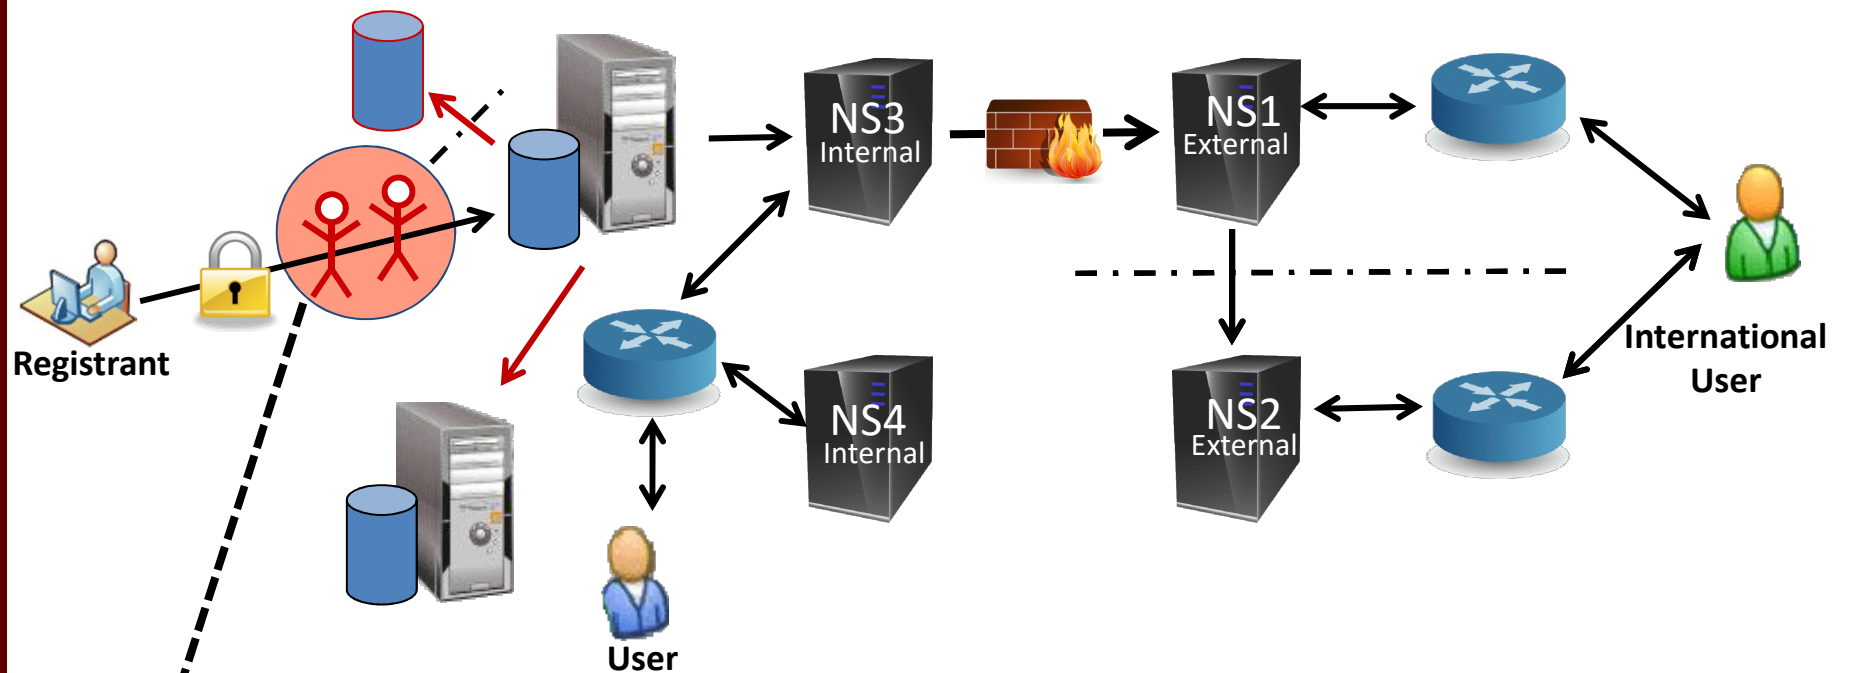 NS3
Internal
NS1
External
Registrant
International
User
NS4
Internal
NS2
External
User